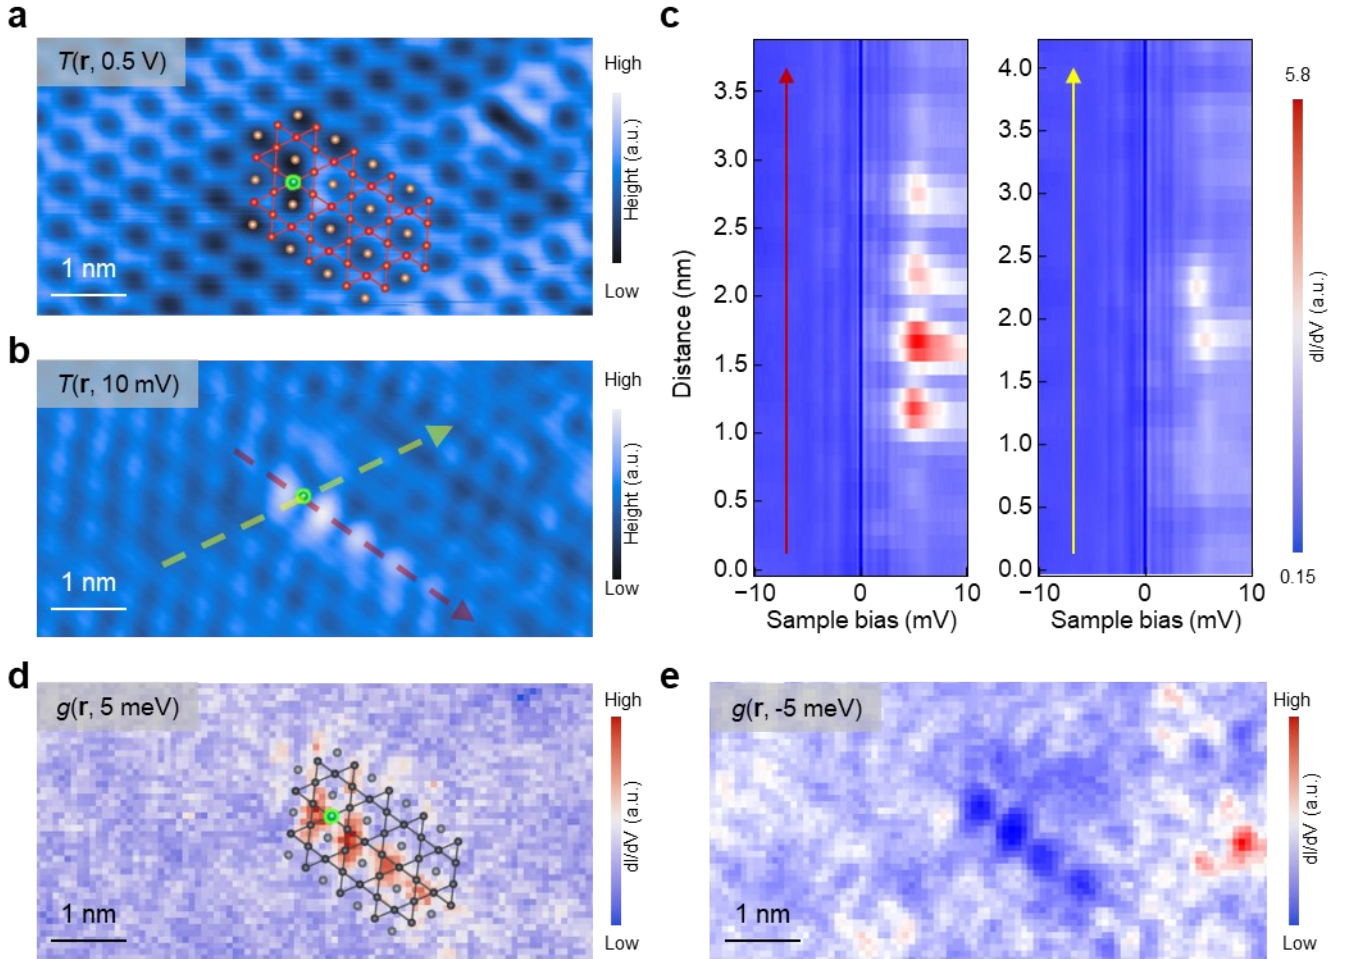 a
T(r, 0.5 V)
1 nm
High
Height (a.u.)
Low
b
T(r, 10 mV)
1 nm
High
Height (a.u.)
Low
c
Distance (nm)
3.5
3.0
2.5
2.0
1.5
1.0
0.5
0.0
−10 0 10
Sample bias (mV)
4.0
3.5
3.0
2.5
2.0
1.5
1.0
0.5
0.0
−10 0 10
Sample bias (mV)
5.8
dI/dV (a.u.)
0.15
d
g(r, 5 meV)
1 nm
High
dI/dV (a.u.)
Low
e
g(r, -5 meV)
1 nm
High
dI/dV (a.u.)
Low